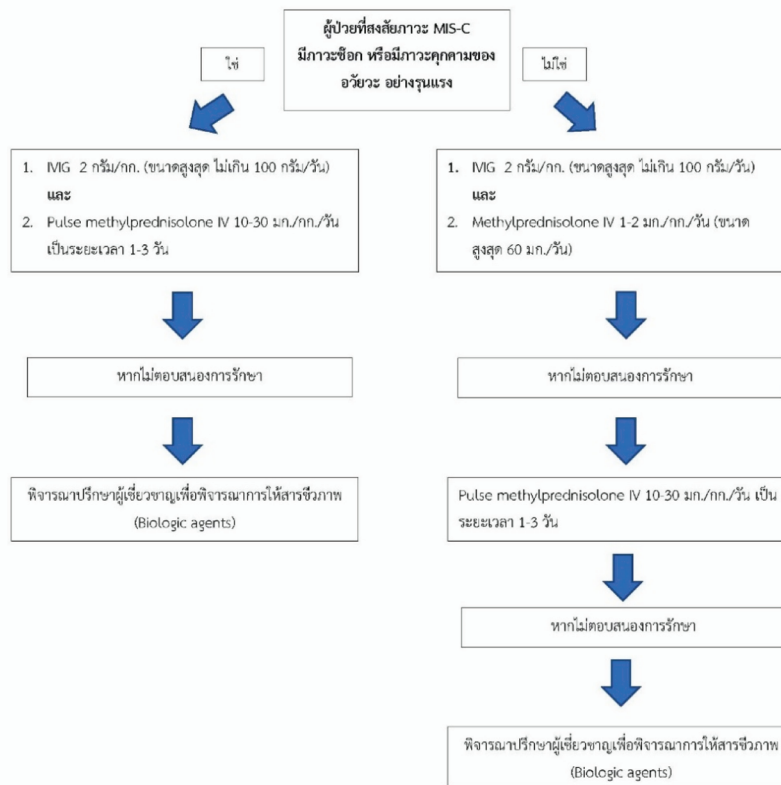 ผู้ป่วยที่สงสัยภาวะ MIS-C
มีภาวะช็อก หรือมีภาวะคุกคามของ
อวัยวะ อย่างรุนแรง
ใช่
ไม่ใช่
1. IVIG 2 กรัม/กก. (ขนาดสูงสุด ไม่เกิน 100 กรัม/วัน)
และ
2. Pulse methylprednisolone IV 10-30 มก./กก./วัน
เป็นระยะเวลา 1-3 วัน
1. IVIG 2 กรัม/กก. (ขนาดสูงสุด ไม่เกิน 100 กรัม/วัน)
และ
2. Methylprednisolone IV 1-2 มก./กก./วัน (ขนาด
สูงสุด 60 มก./วัน)
หากไม่ตอบสนองการรักษา
หากไม่ตอบสนองการรักษา
พิจารณาปรึกษาผู้เชี่ยวชาญเพื่อพิจารณาการให้สารชีวภาพ
(Biologic agents)
Pulse methylprednisolone IV 10-30 มก./กก./วัน เป็น
ระยะเวลา 1-3 วัน
หากไม่ตอบสนองการรักษา
พิจารณาปรึกษาผู้เชี่ยวชาญเพื่อพิจารณาการให้สารชีวภาพ
(Biologic agents)